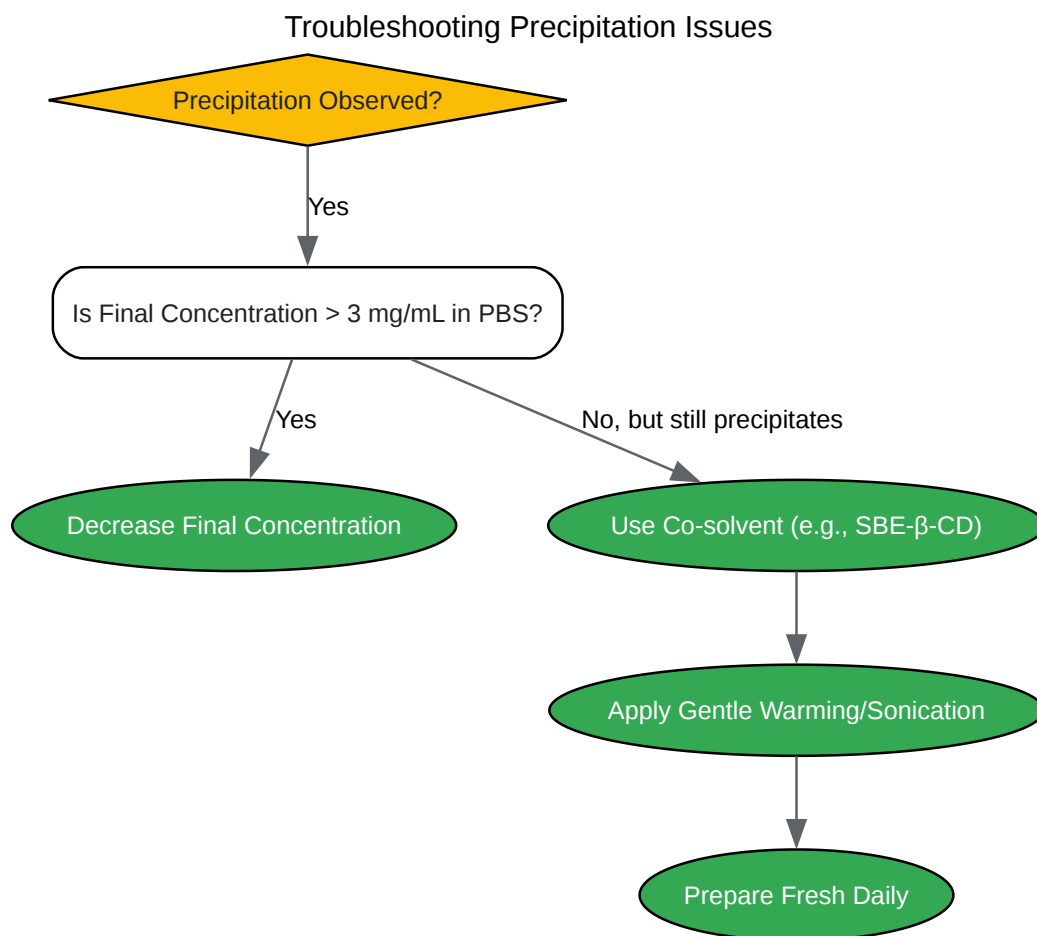 Troubleshooting Precipitation Issues
Precipitation Observed?
Yes
Is Final Concentration > 3 mg/mL in PBS?
Yes
No, but still precipitates
Decrease Final Concentration
Use Co-solvent (e.g., SBE-β-CD)
Apply Gentle Warming/Sonication
Prepare Fresh Daily